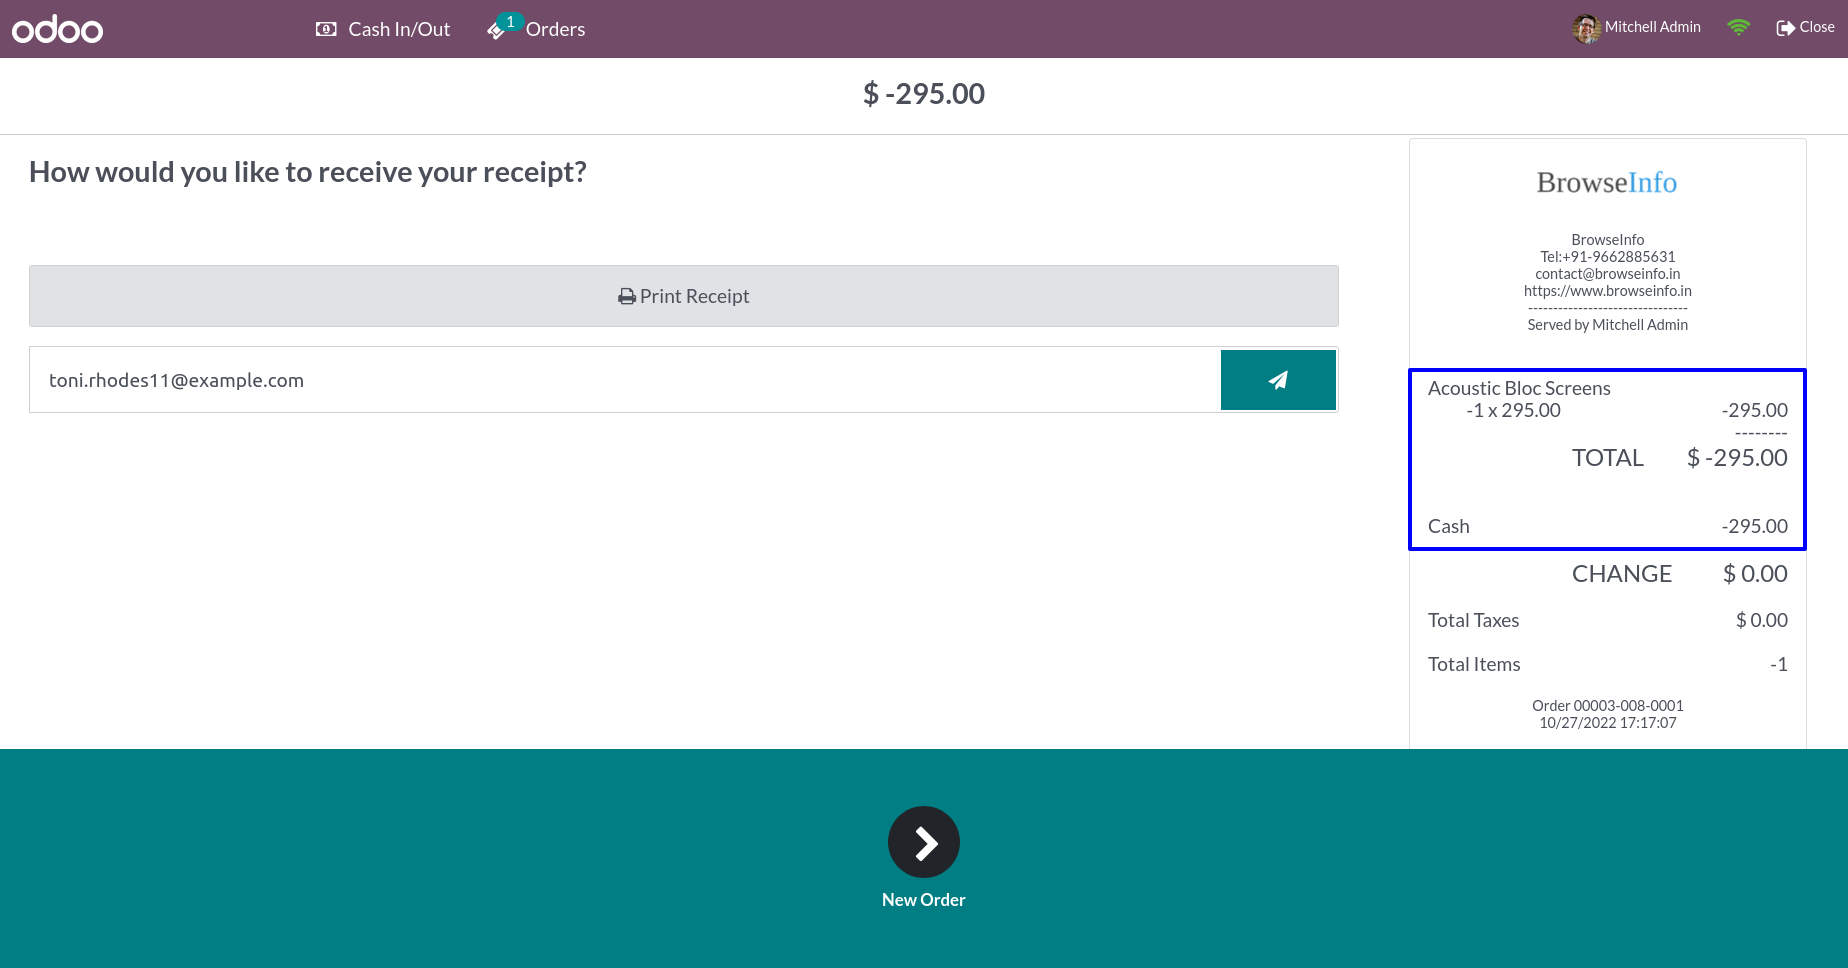 odoo
Cash In/Out
1
Orders
Mitchell Admin
Close
$ -295.00
How would you like to receive your receipt?
Print Receipt
toni.rhodes11@example.com
BrowseInfo
BrowseInfo
Tel:+91-9662885631
contact@browseinfo.in
https://www.browseinfo.in
--------------------------------
Served by Mitchell Admin
Acoustic Bloc Screens
-1 x 295.00 -295.00
--------
TOTAL $ -295.00
Cash -295.00
CHANGE $ 0.00
Total Taxes $ 0.00
Total Items -1
Order 00003-008-0001
10/27/2022 17:17:07
New Order